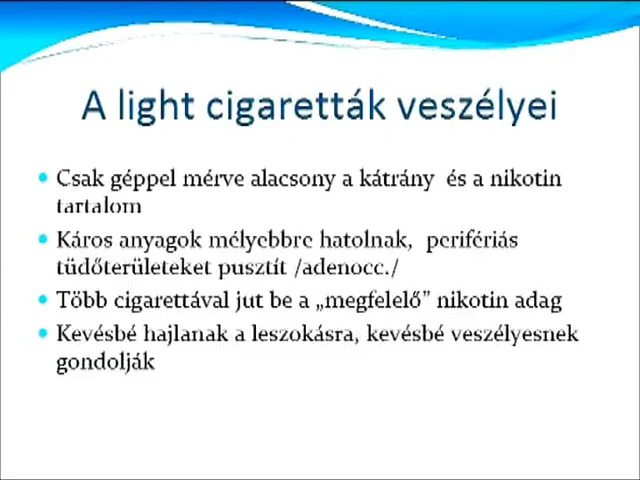 A light cigaretták veszélyei
Csak géppel mérve alacsony a kátrány és a nikotin
tartalom
Káros anyagok mélyebbre hatolnak, perifériás
tüdőterületeket pusztít /adenocc./
Több cigarettával jut be a „megfelelő” nikotin adag
Kevésbé hajlanak a leszokásra, kevésbé veszélyesnek
gondolják